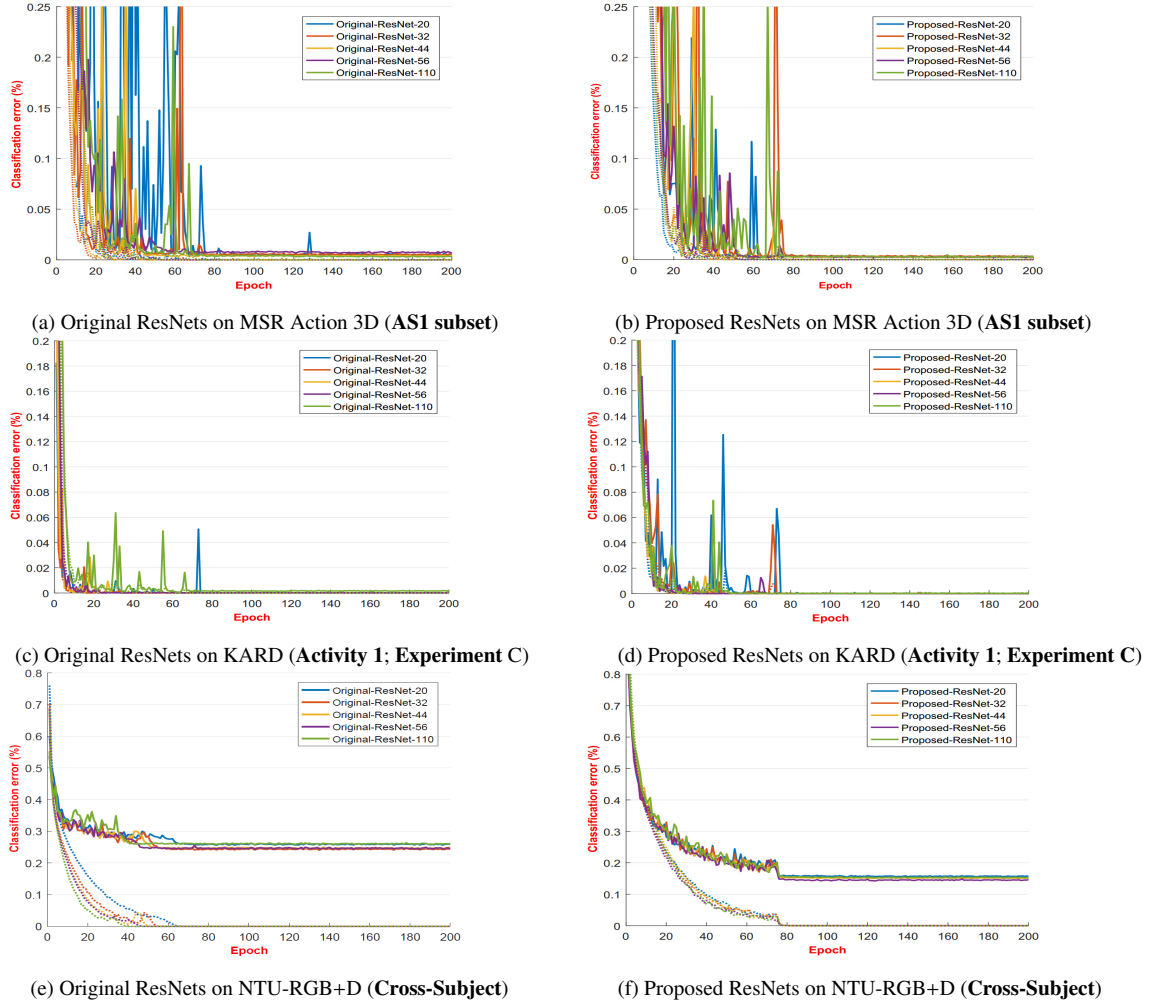 0.25
0.2
0.15
0.1
0.05
0
Classification error (%)
Original-ResNet-20
Original-ResNet-32
Original-ResNet-44
Original-ResNet-56
Original-ResNet-110
0 20 40 60 80 100 120 140 160 180 200
Epoch
(a) Original ResNets on MSR Action 3D (AS1 subset)
0.25
0.2
0.15
0.1
0.05
0
Classification error (%)
Proposed-ResNet-20
Proposed-ResNet-32
Proposed-ResNet-44
Proposed-ResNet-56
Proposed-ResNet-110
0 20 40 60 80 100 120 140 160 180 200
Epoch
(b) Proposed ResNets on MSR Action 3D (AS1 subset)
0.2
0.18
0.16
0.14
0.12
0.1
0.08
0.06
0.04
0.02
0
Classification error (%)
Original-ResNet-20
Original-ResNet-32
Original-ResNet-44
Original-ResNet-56
Original-ResNet-110
0 20 40 60 80 100 120 140 160 180 200
Epoch
(c) Original ResNets on KARD (Activity 1; Experiment C)
0.2
0.18
0.16
0.14
0.12
0.1
0.08
0.06
0.04
0.02
0
Classification error (%)
Proposed-ResNet-20
Proposed-ResNet-32
Proposed-ResNet-44
Proposed-ResNet-56
Proposed-ResNet-110
0 20 40 60 80 100 120 140 160 180 200
Epoch
(d) Proposed ResNets on KARD (Activity 1; Experiment C)
0.8
0.7
0.6
0.5
0.4
0.3
0.2
0.1
0
Classification error (%)
Original-ResNet-20
Original-ResNet-32
Original-ResNet-44
Original-ResNet-56
Original-ResNet-110
0 20 40 60 80 100 120 140 160 180 200
Epoch
(e) Original ResNets on NTU-RGB+D (Cross-Subject)
0.8
0.7
0.6
0.5
0.4
0.3
0.2
0.1
0
Classification error (%)
Proposed-ResNet-20
Proposed-ResNet-32
Proposed-ResNet-44
Proposed-ResNet-56
Proposed-ResNet-110
0 20 40 60 80 100 120 140 160 180 200
Epoch
(f) Proposed ResNets on NTU-RGB+D (Cross-Subject)